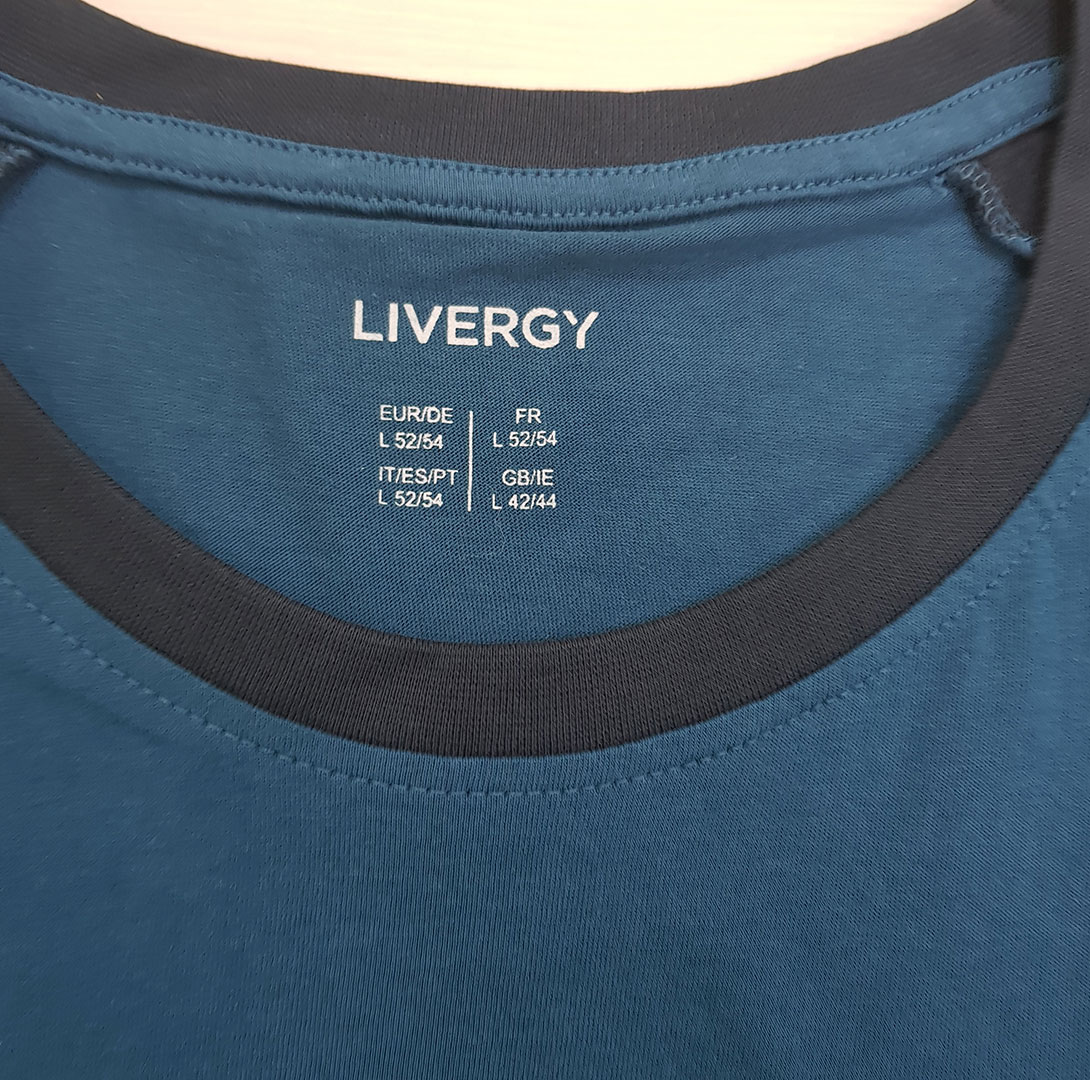 LIVERGY
EUR/DE
L 52/54
FR
L 52/54
IT/ES/PT
L 52/54
GB/IE
L 42/44